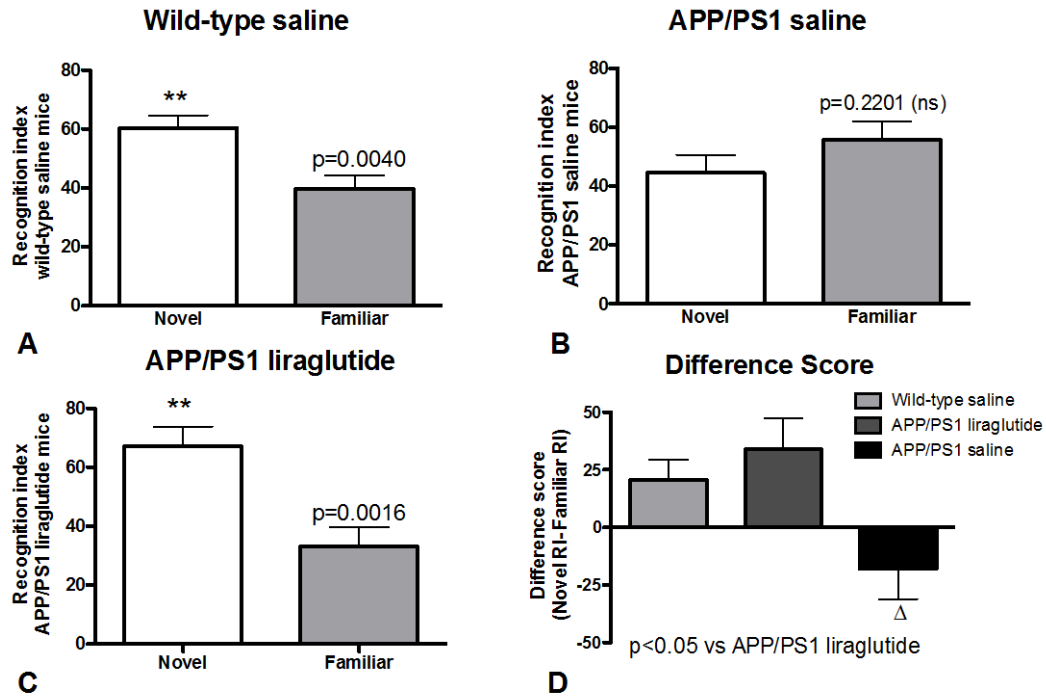 Wild-type saline
Recognition index
wild-type saline mice
80
60
40
20
0
**
p=0.0040
Novel
Familiar
A
APP/PS1 saline
Recognition index
APP/PS1 saline mice
80
60
40
20
0
p=0.2201 (ns)
Novel
Familiar
B
APP/PS1 liraglutide
Recognition index
APP/PS1 liraglutide mice
80
60
40
20
0
**
p=0.0016
Novel
Familiar
C
Difference Score
Difference score
(Novel RI-Familiar RI)
50
25
0
-25
-50
Wild-type saline
APP/PS1 liraglutide
APP/PS1 saline
Δ
p<0.05 vs APP/PS1 liraglutide
D